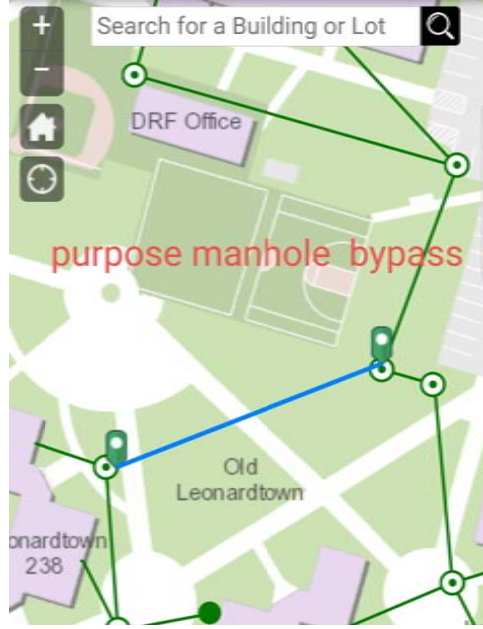 +
Search for a Building or Lot
−
DRF Office
purpose manhole bypass
Old
Leonardtown
onardtown
238